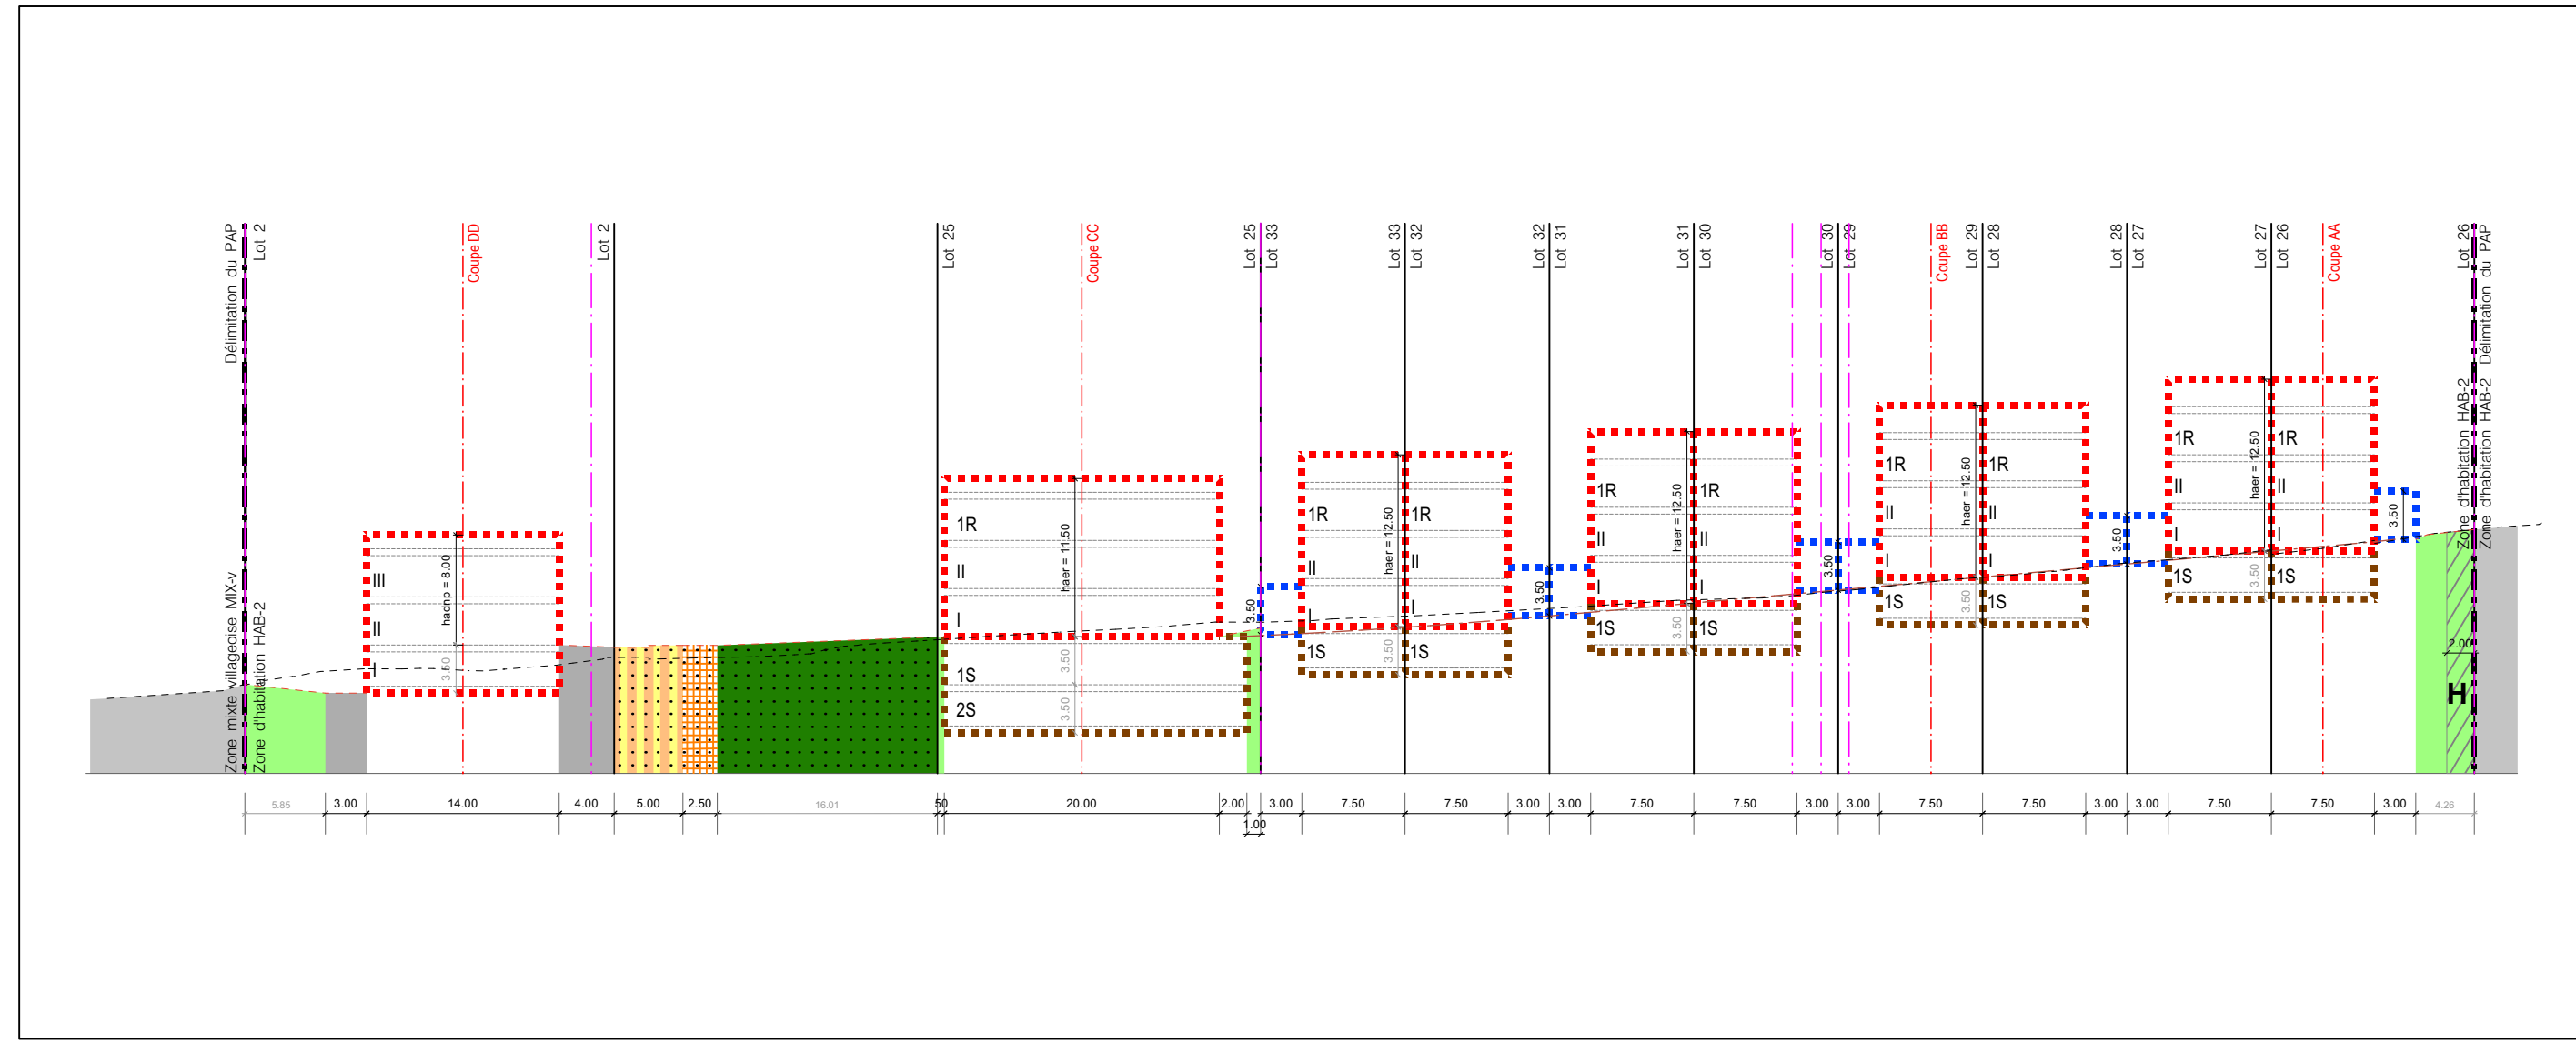 Délimitation du PAP
Lot 2
Coupe DD
Lot 2
Lot 25
Coupe CC
Lot 25
Lot 33
Lot 33
Lot 32
Lot 32
Lot 31
Lot 31
Lot 30
Lot 30
Lot 29
Coupe BB
Lot 29
Lot 28
Lot 28
Lot 27
Lot 27
Lot 26
Coupe AA
Lot 26
Délimitation du PAP
Zone mixte villageoise MIX-v
Zone d'habitation HAB-2
Zone d'habitation HAB-2
Zone d'habitation HAB-2
III
II
I
hadnp = 8.00
3.50
1R
II
I
1S
2S
haer = 11.50
3.50
3.50
3.50
1R
II
I
1S
haer = 12.50
3.50
1R
II
I
1S
3.50
1R
II
I
1S
haer = 12.50
3.50
1R
II
I
1S
3.50
1R
II
I
1S
haer = 12.50
3.50
1R
II
I
1S
3.50
1R
II
I
1S
haer = 12.50
3.50
1R
II
I
1S
3.50
2.00
H
5.85
3.00
14.00
4.00
5.00
2.50
16.01
50
20.00
2.00
1.00
3.00
7.50
7.50
3.00
3.00
7.50
7.50
3.00
3.00
7.50
7.50
3.00
3.00
7.50
7.50
3.00
4.26